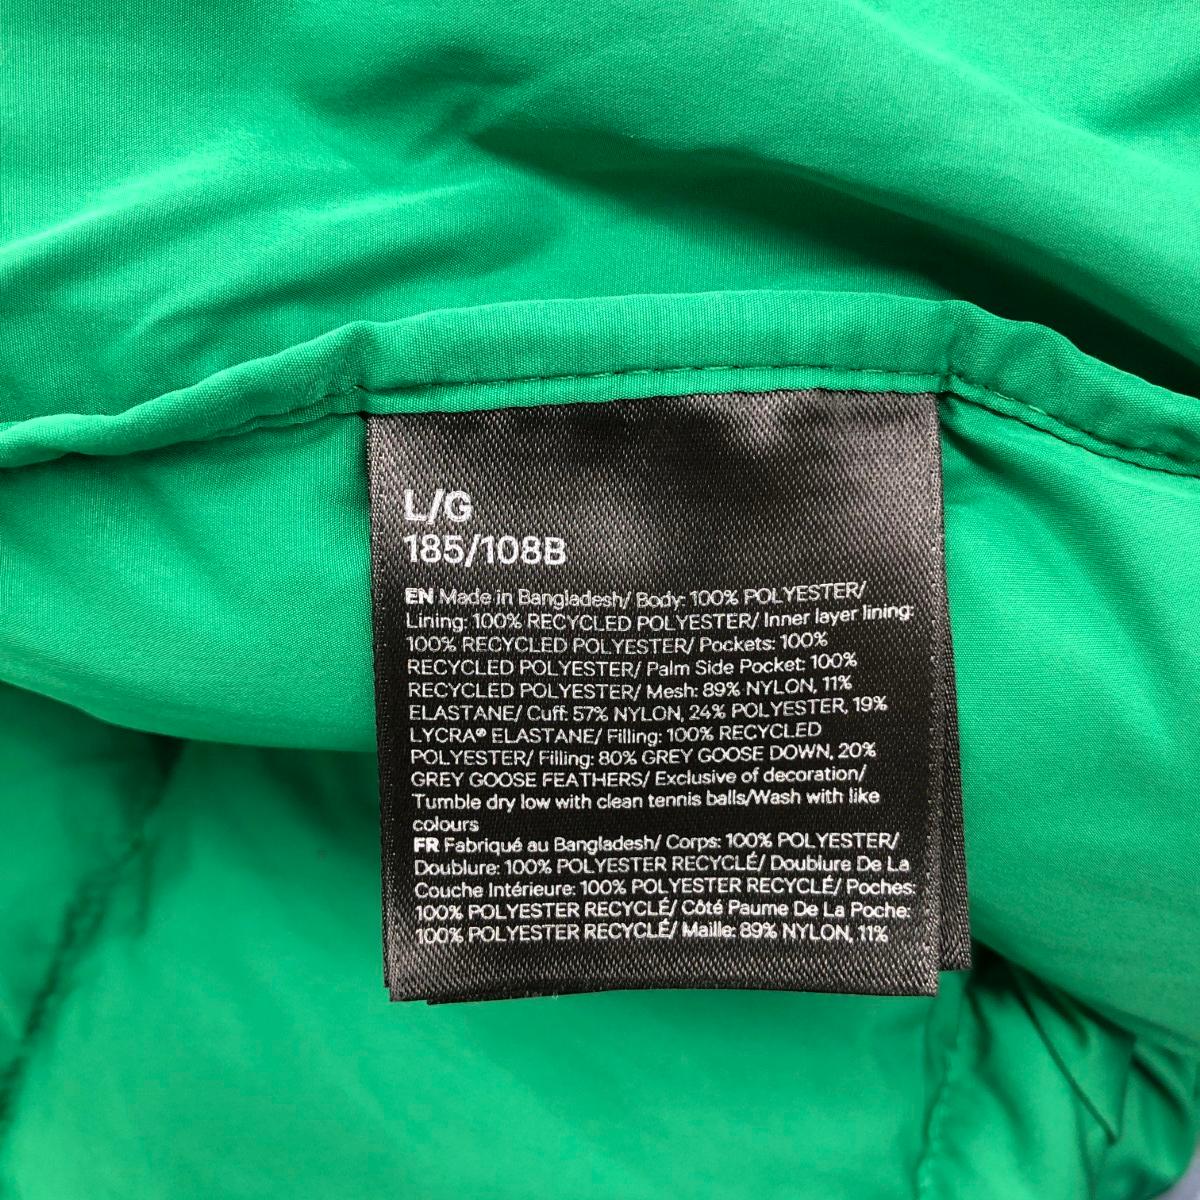 L/G
185/108B
EN Made in Bangladesh/ Body: 100% POLYESTER/
Lining: 100% RECYCLED POLYESTER/ Inner layer lining:
100% RECYCLED POLYESTER/ Pockets: 100%
RECYCLED POLYESTER/ Palm Side Pocket: 100%
RECYCLED POLYESTER/ Mesh: 89% NYLON, 11%
ELASTANE/ Cuff: 57% NYLON, 24% POLYESTER, 19%
LYCRA® ELASTANE/ Filling: 100% RECYCLED
POLYESTER/ Filling: 80% GREY GOOSE DOWN, 20%
GREY GOOSE FEATHERS/ Exclusive of decoration/
Tumble dry low with clean tennis balls/Wash with like
colours
FR Fabriqué au Bangladesh/ Corps: 100% POLYESTER/
Doublure: 100% POLYESTER RECYCLÉ/ Doublure De La
Couche Intérieure: 100% POLYESTER RECYCLÉ/ Poches:
100% POLYESTER RECYCLÉ/ Côté Paume De La Poche:
100% POLYESTER RECYCLÉ/ Maille: 89% NYLON, 11%